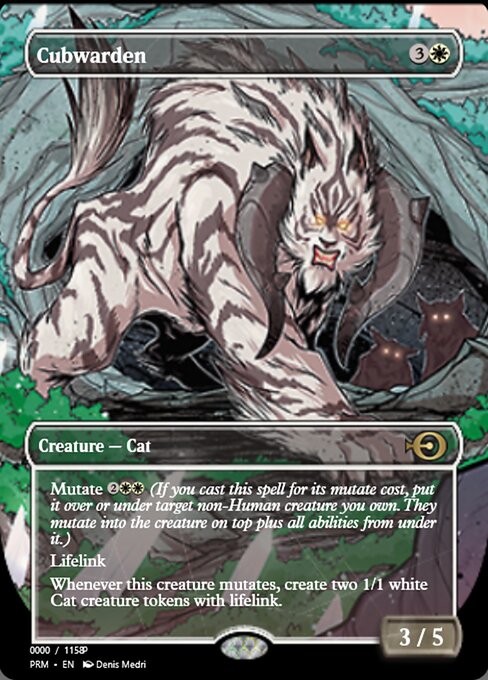 Cubwarden 3
Creature — Cat
Mutate 2 (If you cast this spell for its mutate cost, put
it over or under target non-Human creature you own. They
mutate into the creature on top plus all abilities from under
it.)
Lifelink
Whenever this creature mutates, create two 1/1 white
Cat creature tokens with lifelink.
3/5
0000 / 1158P
PRM • EN Denis Medri